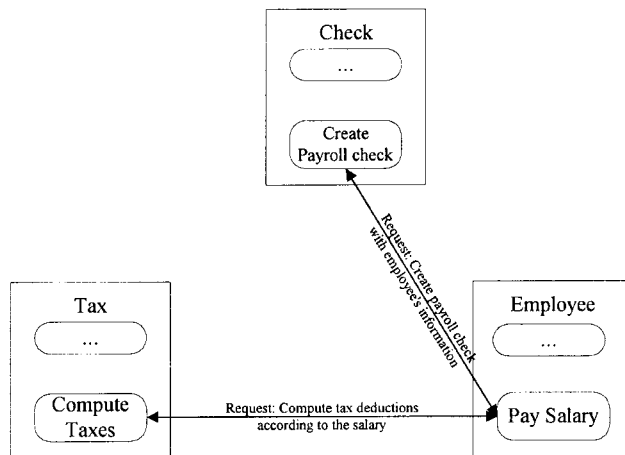 Check
...
Create
Payroll check
Request: Create payroll check
with employee's information
Tax
...
Compute
Taxes
Request: Compute tax deductions
according to the salary
Employee
...
Pay Salary